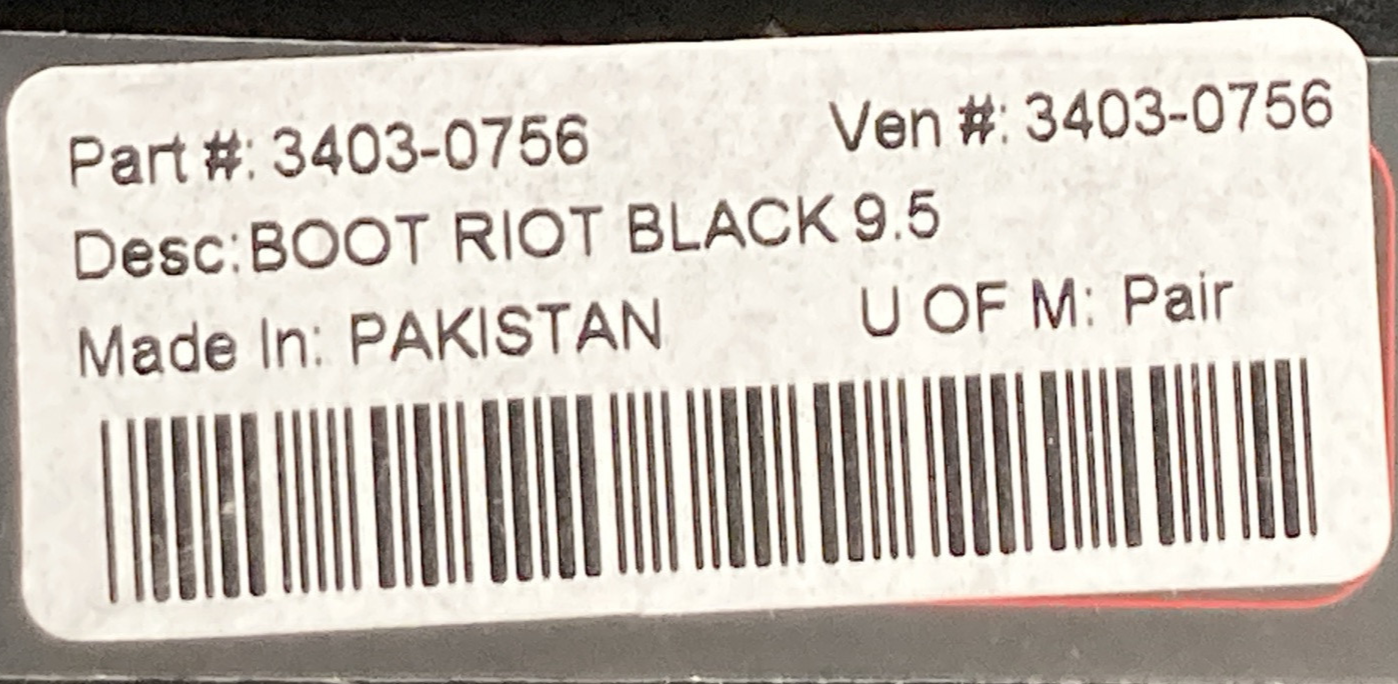 Part #: 3403-0756 Ven #: 3403-0756
Desc:BOOT RIOT BLACK 9.5
Made In: PAKISTAN U OF M: Pair